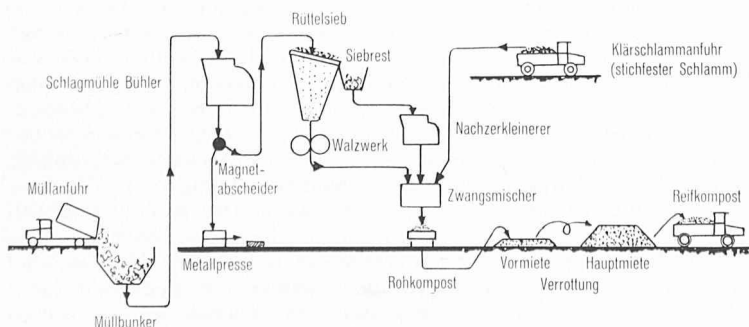 Rüttelsieb
Siebrest
Klärschlammanfuhr
(stichfester Schlamm)
Schlagmühle Bühler
Nachzerkleinerer
Walzwerk
Magnet-
abscheider
Müllanfuhr
Zwangsmischer
Reifkompost
Metallpresse
Rohkompost
Vormiete
Hauptmiete
Verrottung
Müllbunker